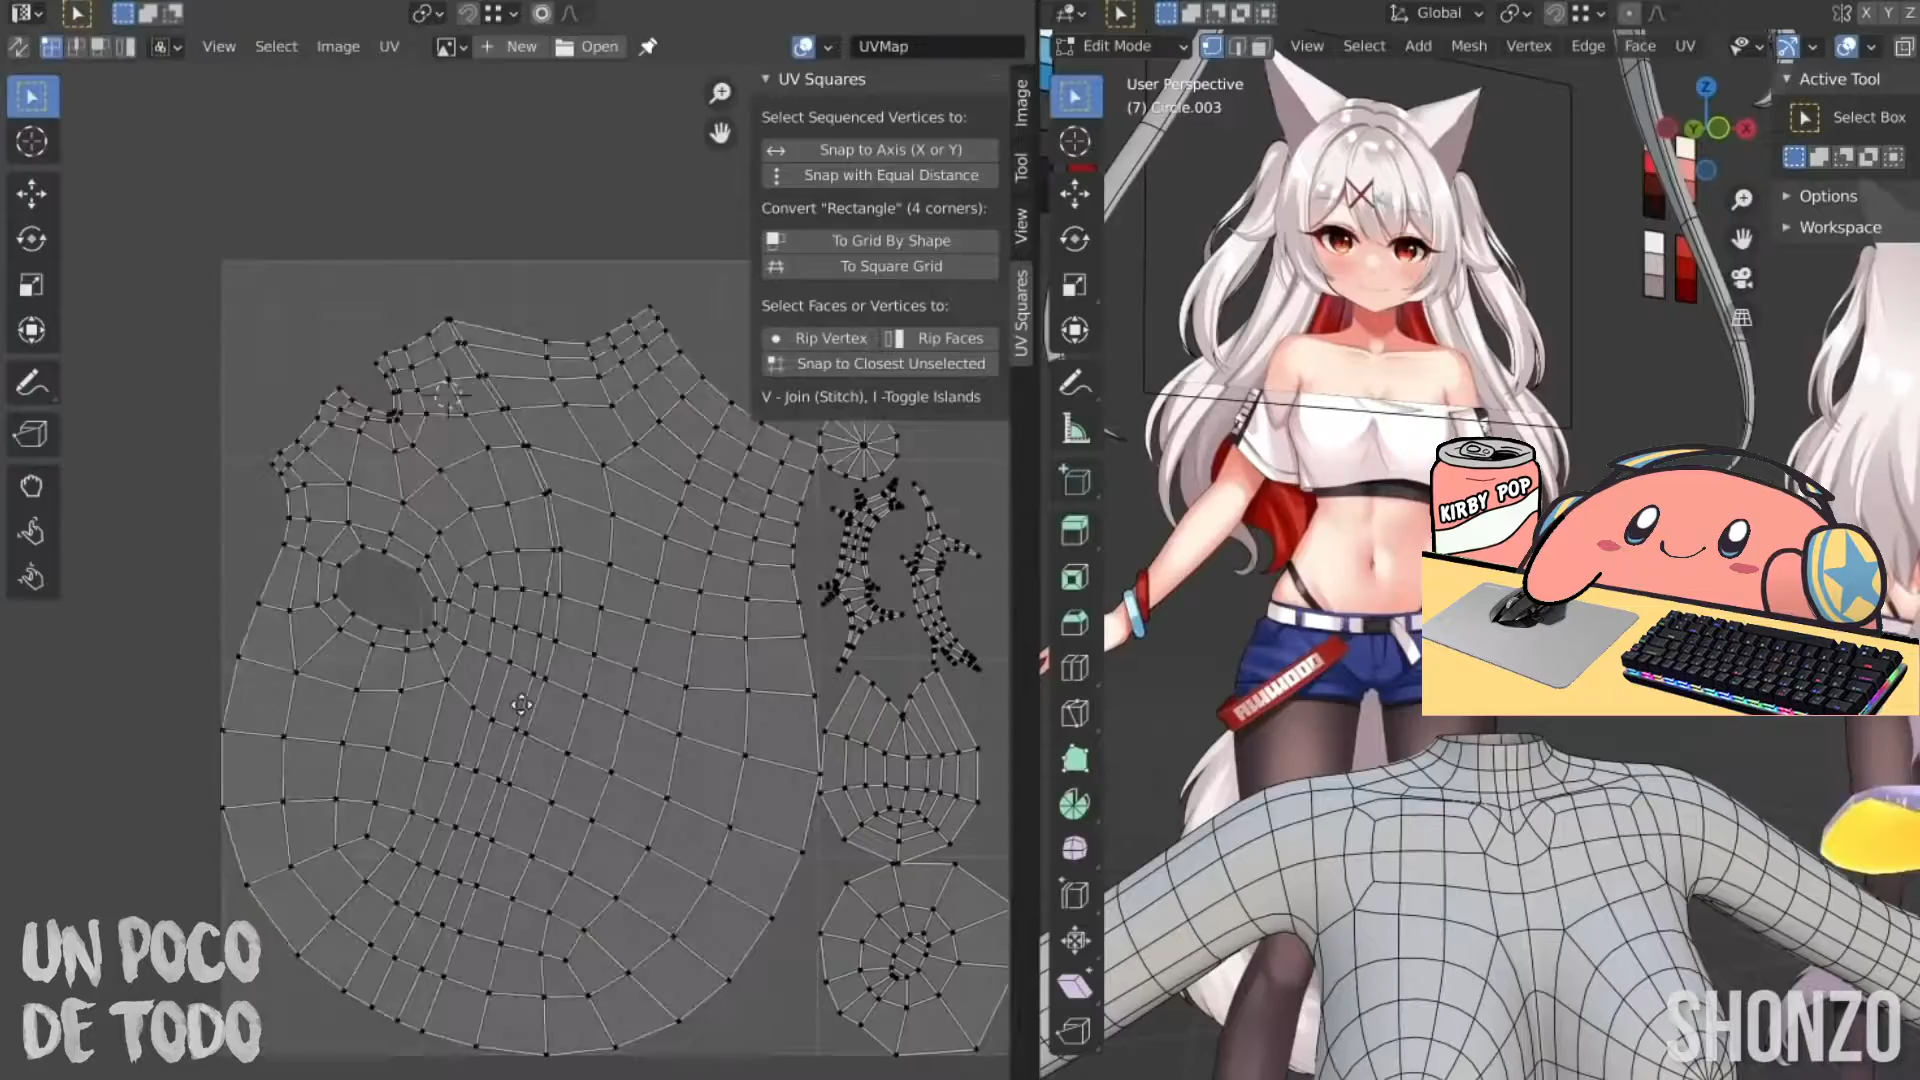 View
Select
Image
UV
New
Open
UVMap
UV Squares
Select Sequenced Vertices to:
Snap to Axis (X or Y)
Snap with Equal Distance
Convert "Rectangle" (4 corners):
To Grid By Shape
To Square Grid
Select Faces or Vertices to:
Rip Vertex
Rip Faces
Snap to Closest Unselected
V - Join (Stitch), I -Toggle Islands
Image
Tool
View
UV Squares
Global
X
Y
Z
Edit Mode
View
Select
Add
Mesh
Vertex
Edge
Face
UV
User Perspective
(7) Circle.003
Z
Y
X
Active Tool
Select Box
Options
Workspace
KIRBY POP
AWWOOO
UN POCO
DE TODO
SHONZO